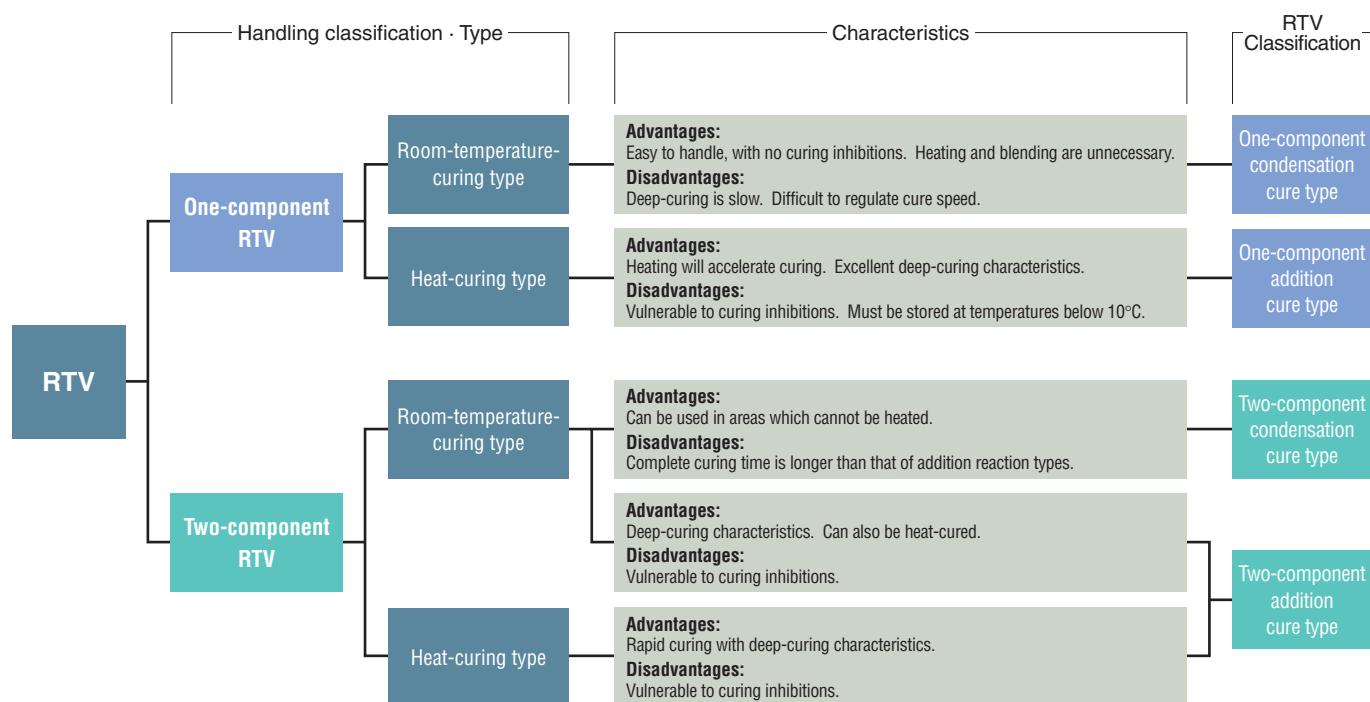 Handling classification · Type
Characteristics
RTV
Classification
RTV
One-component
RTV
Room-temperature-
curing type
Advantages:
Easy to handle, with no curing inhibitions. Heating and blending are unnecessary.
Disadvantages:
Deep-curing is slow. Difficult to regulate cure speed.
One-component
condensation
cure type
Heat-curing type
Advantages:
Heating will accelerate curing. Excellent deep-curing characteristics.
Disadvantages:
Vulnerable to curing inhibitions. Must be stored at temperatures below 10°C.
One-component
addition
cure type
Two-component
RTV
Room-temperature-
curing type
Advantages:
Can be used in areas which cannot be heated.
Disadvantages:
Complete curing time is longer than that of addition reaction types.
Two-component
condensation
cure type
Advantages:
Deep-curing characteristics. Can also be heat-cured.
Disadvantages:
Vulnerable to curing inhibitions.
Heat-curing type
Advantages:
Rapid curing with deep-curing characteristics.
Disadvantages:
Vulnerable to curing inhibitions.
Two-component
addition
cure type